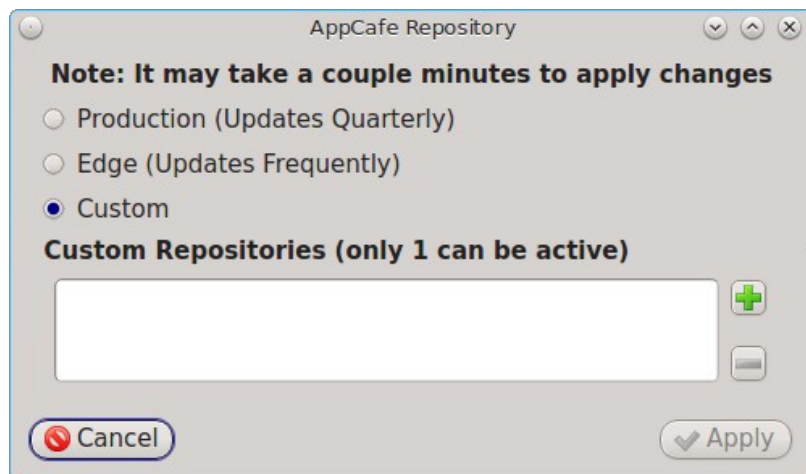 AppCafe Repository
Note: It may take a couple minutes to apply changes
Production (Updates Quarterly)
Edge (Updates Frequently)
Custom
Custom Repositories (only 1 can be active)
Cancel
Apply